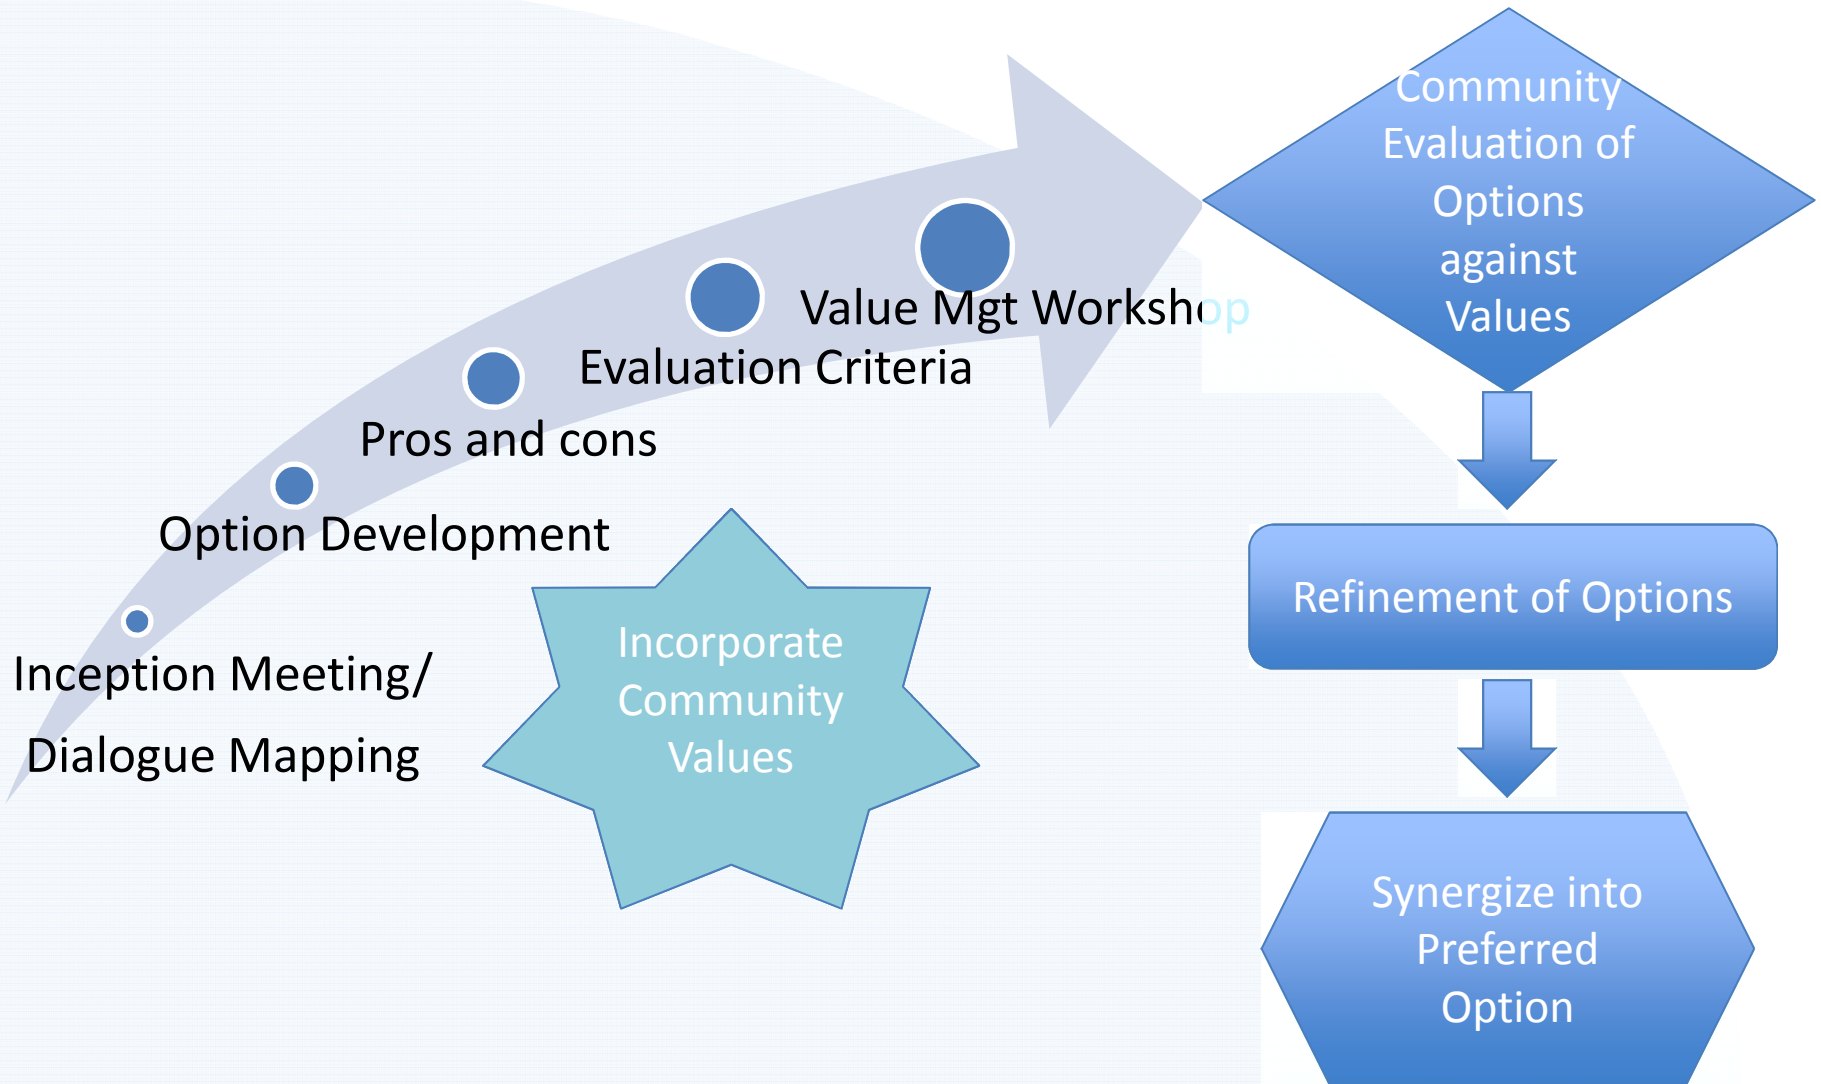 Community
Evaluation of
Options
against
Values
Value Mgt Workshop
Evaluation Criteria
Pros and cons
Option Development
Inception Meeting/
Dialogue Mapping
Incorporate
Community
Values
Refinement of Options
Synergize into
Preferred
Option